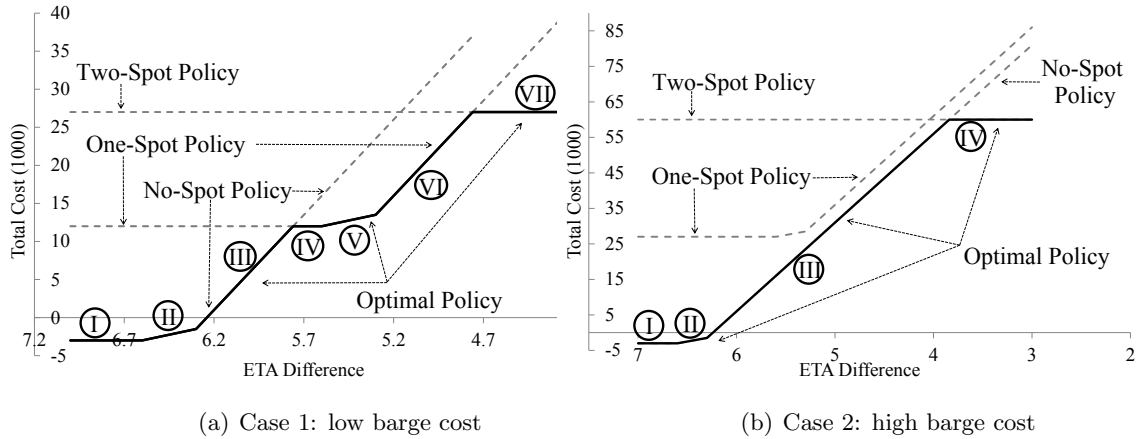 40
35
30
25
20
15
10
5
0
-5
Total Cost (1000)
7.2
6.7
6.2
5.7
5.2
4.7
ETA Difference
Two-Spot Policy
One-Spot Policy
No-Spot Policy
Optimal Policy
I
II
III
IV
V
VI
VII
(a) Case 1: low barge cost
85
75
65
55
45
35
25
15
5
-5
Total Cost (1000)
7
6
5
4
3
2
ETA Difference
Two-Spot Policy
No-Spot
Policy
One-Spot Policy
Optimal Policy
I
II
III
IV
(b) Case 2: high barge cost